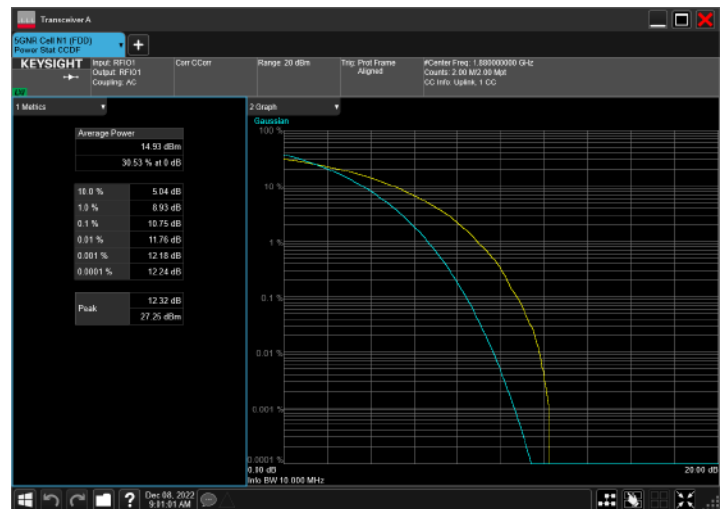 Transceiver A
5GNR Cell N1 (FDD)
Power Stat CCDF
KEYSIGHT
Input: RFIO1
Output: RFIO1
Coupling: AC
Corr CCorr
Range: 20 dBm
Trig: Prot Frame
Aligned
#Center Freq: 1.880000000 GHz
Counts: 2.00 M/2.00 Mpt
CC Info: Uplink, 1 CC
1 Metrics
Average Power
14.93 dBm
30.53 % at 0 dB
10.0 % 5.04 dB
1.0 % 8.93 dB
0.1 % 10.75 dB
0.01 % 11.76 dB
0.001 % 12.18 dB
0.0001 % 12.24 dB
Peak
12.32 dB
27.25 dBm
2 Graph
Gaussian
100 %
10 %
1 %
0.1 %
0.01 %
0.001 %
0.0001 %
0.00 dB
20.00 dB
Info BW 10.000 MHz
Dec 08, 2022
9:31:01 AM